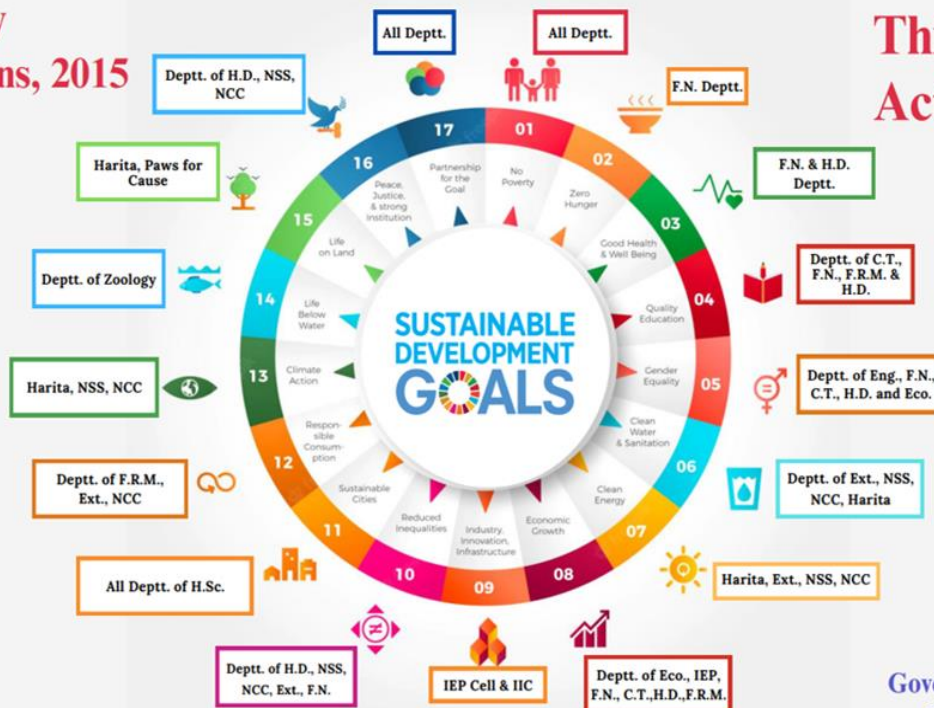 ns, 2015
Th
Ac
All Deptt.
All Deptt.
Deptt. of H.D., NSS,
NCC
F.N. Deptt.
Harita, Paws for
Cause
F.N. & H.D.
Deptt.
Deptt. of Zoology
Deptt. of C.T.,
F.N., F.R.M. &
H.D.
Harita, NSS, NCC
Deptt. of Eng., F.N.,
C.T., H.D. and Eco.
Deptt. of F.R.M.,
Ext., NCC
Deptt. of Ext., NSS,
NCC, Harita
All Deptt. of H.Sc.
Harita, Ext., NSS, NCC
Deptt. of H.D., NSS,
NCC, Ext., F.N.
IEP Cell & IIC
Deptt. of Eco., IEP,
F.N., C.T.,H.D.,F.R.M.
Gove
SUSTAINABLE
DEVELOPMENT
GOALS
01
No
Poverty
02
Zero
Hunger
03
Good Health
& Well Being
04
Quality
Education
05
Gender
Equality
06
Clean
Water
& Sanitation
07
Clean
Energy
08
Economic
Growth
09
Industry,
Innovation,
Infrastructure
10
Reduced
Inequalities
11
Sustainable
Cities
12
Respon-
sible
Consum-
ption
13
Climate
Action
14
Life
Below
Water
15
Life
on Land
16
Peace,
Justice,
& strong
Institution
17
Partnership
for the
Goal